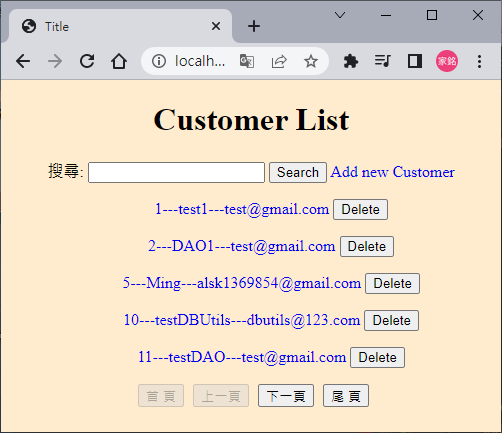 Title
localh...
家銘
Customer List
搜尋: Search Add new Customer
1---test1---test@gmail.com Delete
2---DAO1---test@gmail.com Delete
5---Ming---alsk1369854@gmail.com Delete
10---testDBUtils---dbutils@123.com Delete
11---testDAO---test@gmail.com Delete
首 頁 上一頁 下一頁 尾 頁